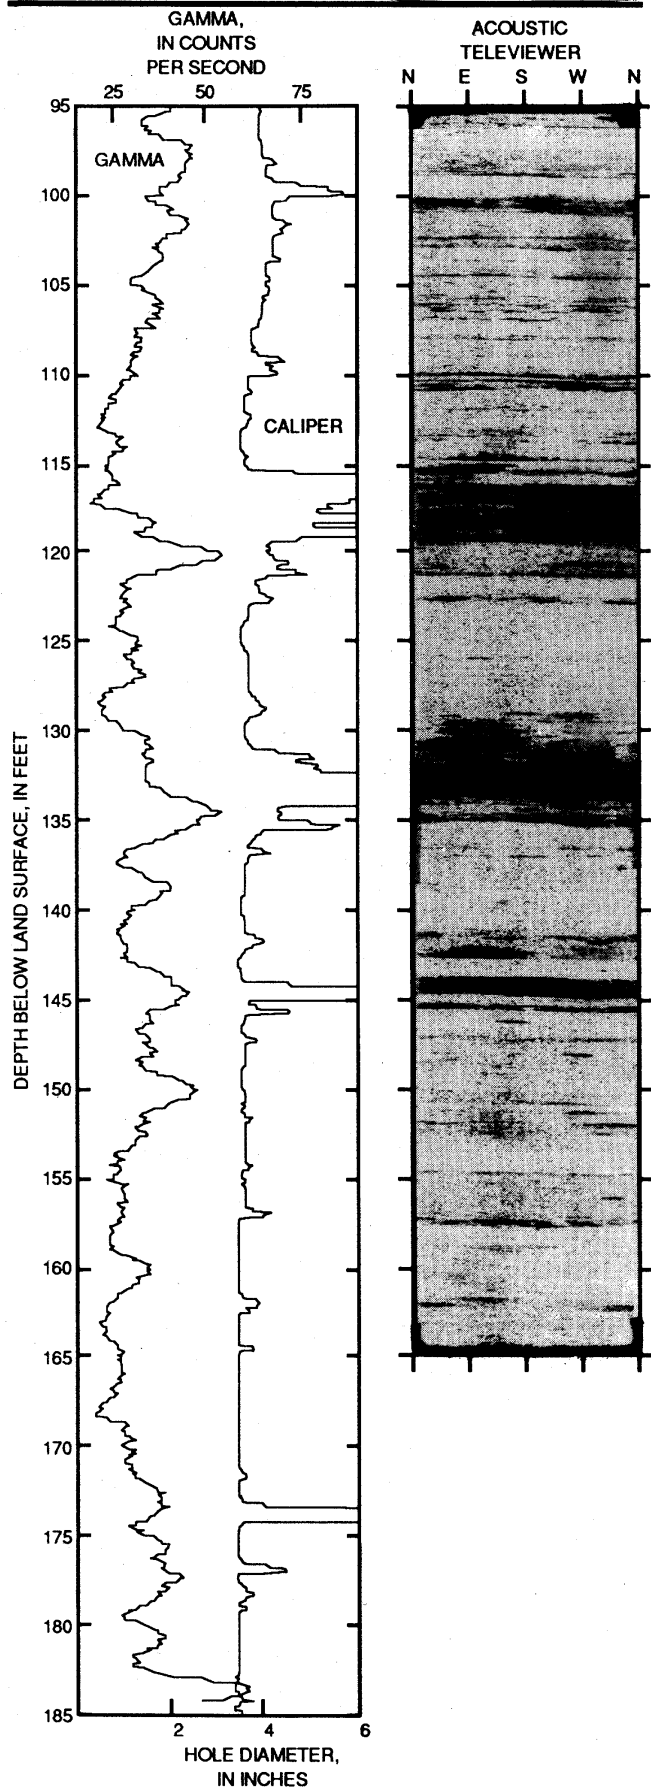 GAMMA,
IN COUNTS
PER SECOND
25 50 75
ACOUSTIC
TELEVIEWER
N E S W N
GAMMA
CALIPER
95
100
105
110
115
120
125
130
135
140
145
150
155
160
165
170
175
180
185
DEPTH BELOW LAND SURFACE, IN FEET
2 4 6
HOLE DIAMETER,
IN INCHES